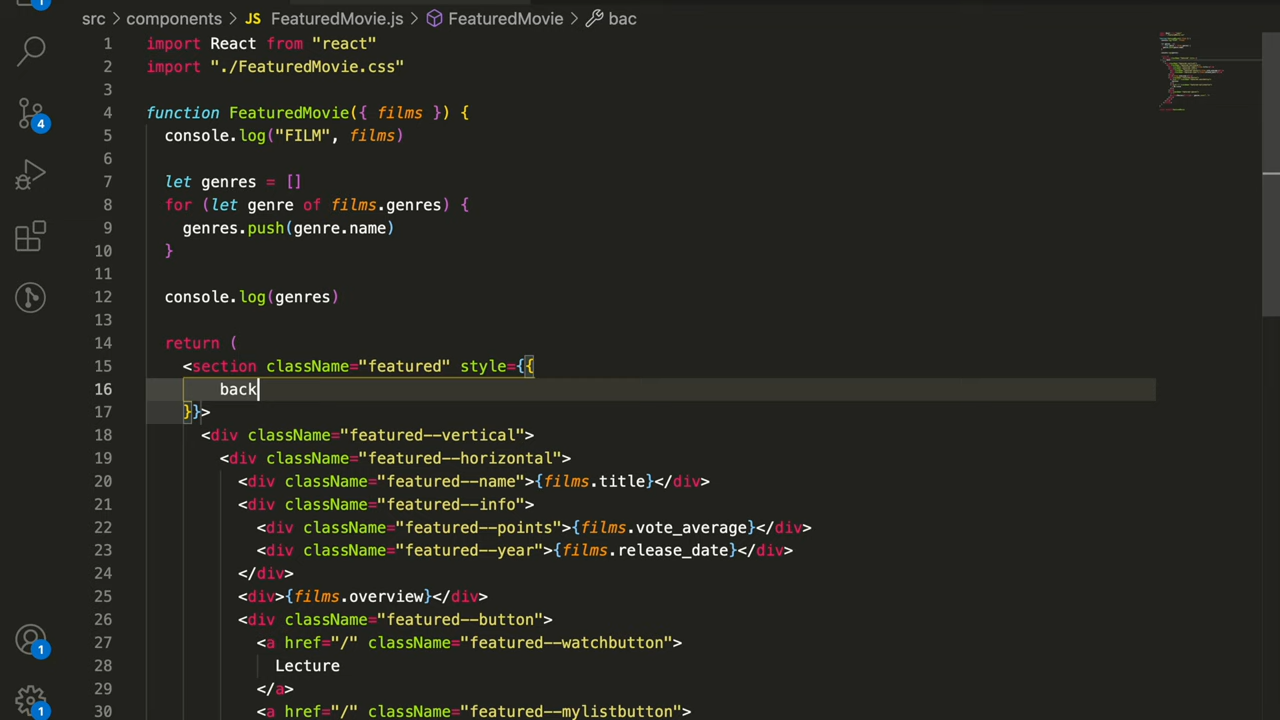 src > components > JS FeaturedMovie.js > FeaturedMovie > bac
1 import React from "react"
2 import "./FeaturedMovie.css"
3
4 function FeaturedMovie({ films }) {
5 console.log("FILM", films)
6
7 let genres = []
8 for (let genre of films.genres) {
9 genres.push(genre.name)
10 }
11
12 console.log(genres)
13
14 return (
15 <section className="featured" style={{
16 back
17 }}>
18 <div className="featured--vertical">
19 <div className="featured--horizontal">
20 <div className="featured--name">{films.title}</div>
21 <div className="featured--info">
22 <div className="featured--points">{films.vote_average}</div>
23 <div className="featured--year">{films.release_date}</div>
24 </div>
25 <div>{films.overview}</div>
26 <div className="featured--button">
27 <a href="/" className="featured--watchbutton">
28 Lecture
29 </a>
30 <a href="/" className="featured--mylistbutton">
1
4
1
1